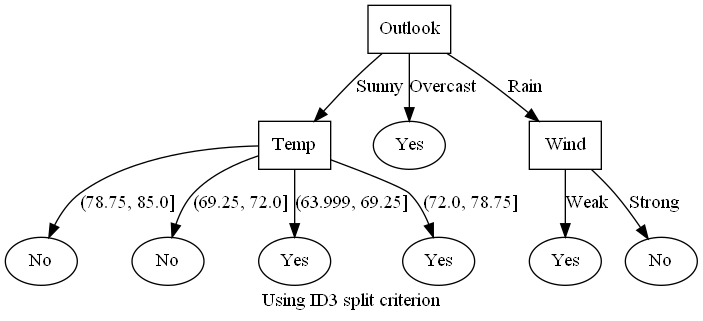 Outlook
Sunny
Overcast
Rain
Temp
Yes
Wind
(78.75, 85.0]
(69.25, 72.0]
(63.999, 69.25]
(72.0, 78.75]
Weak
Strong
No
No
Yes
Yes
Yes
No
Using ID3 split criterion